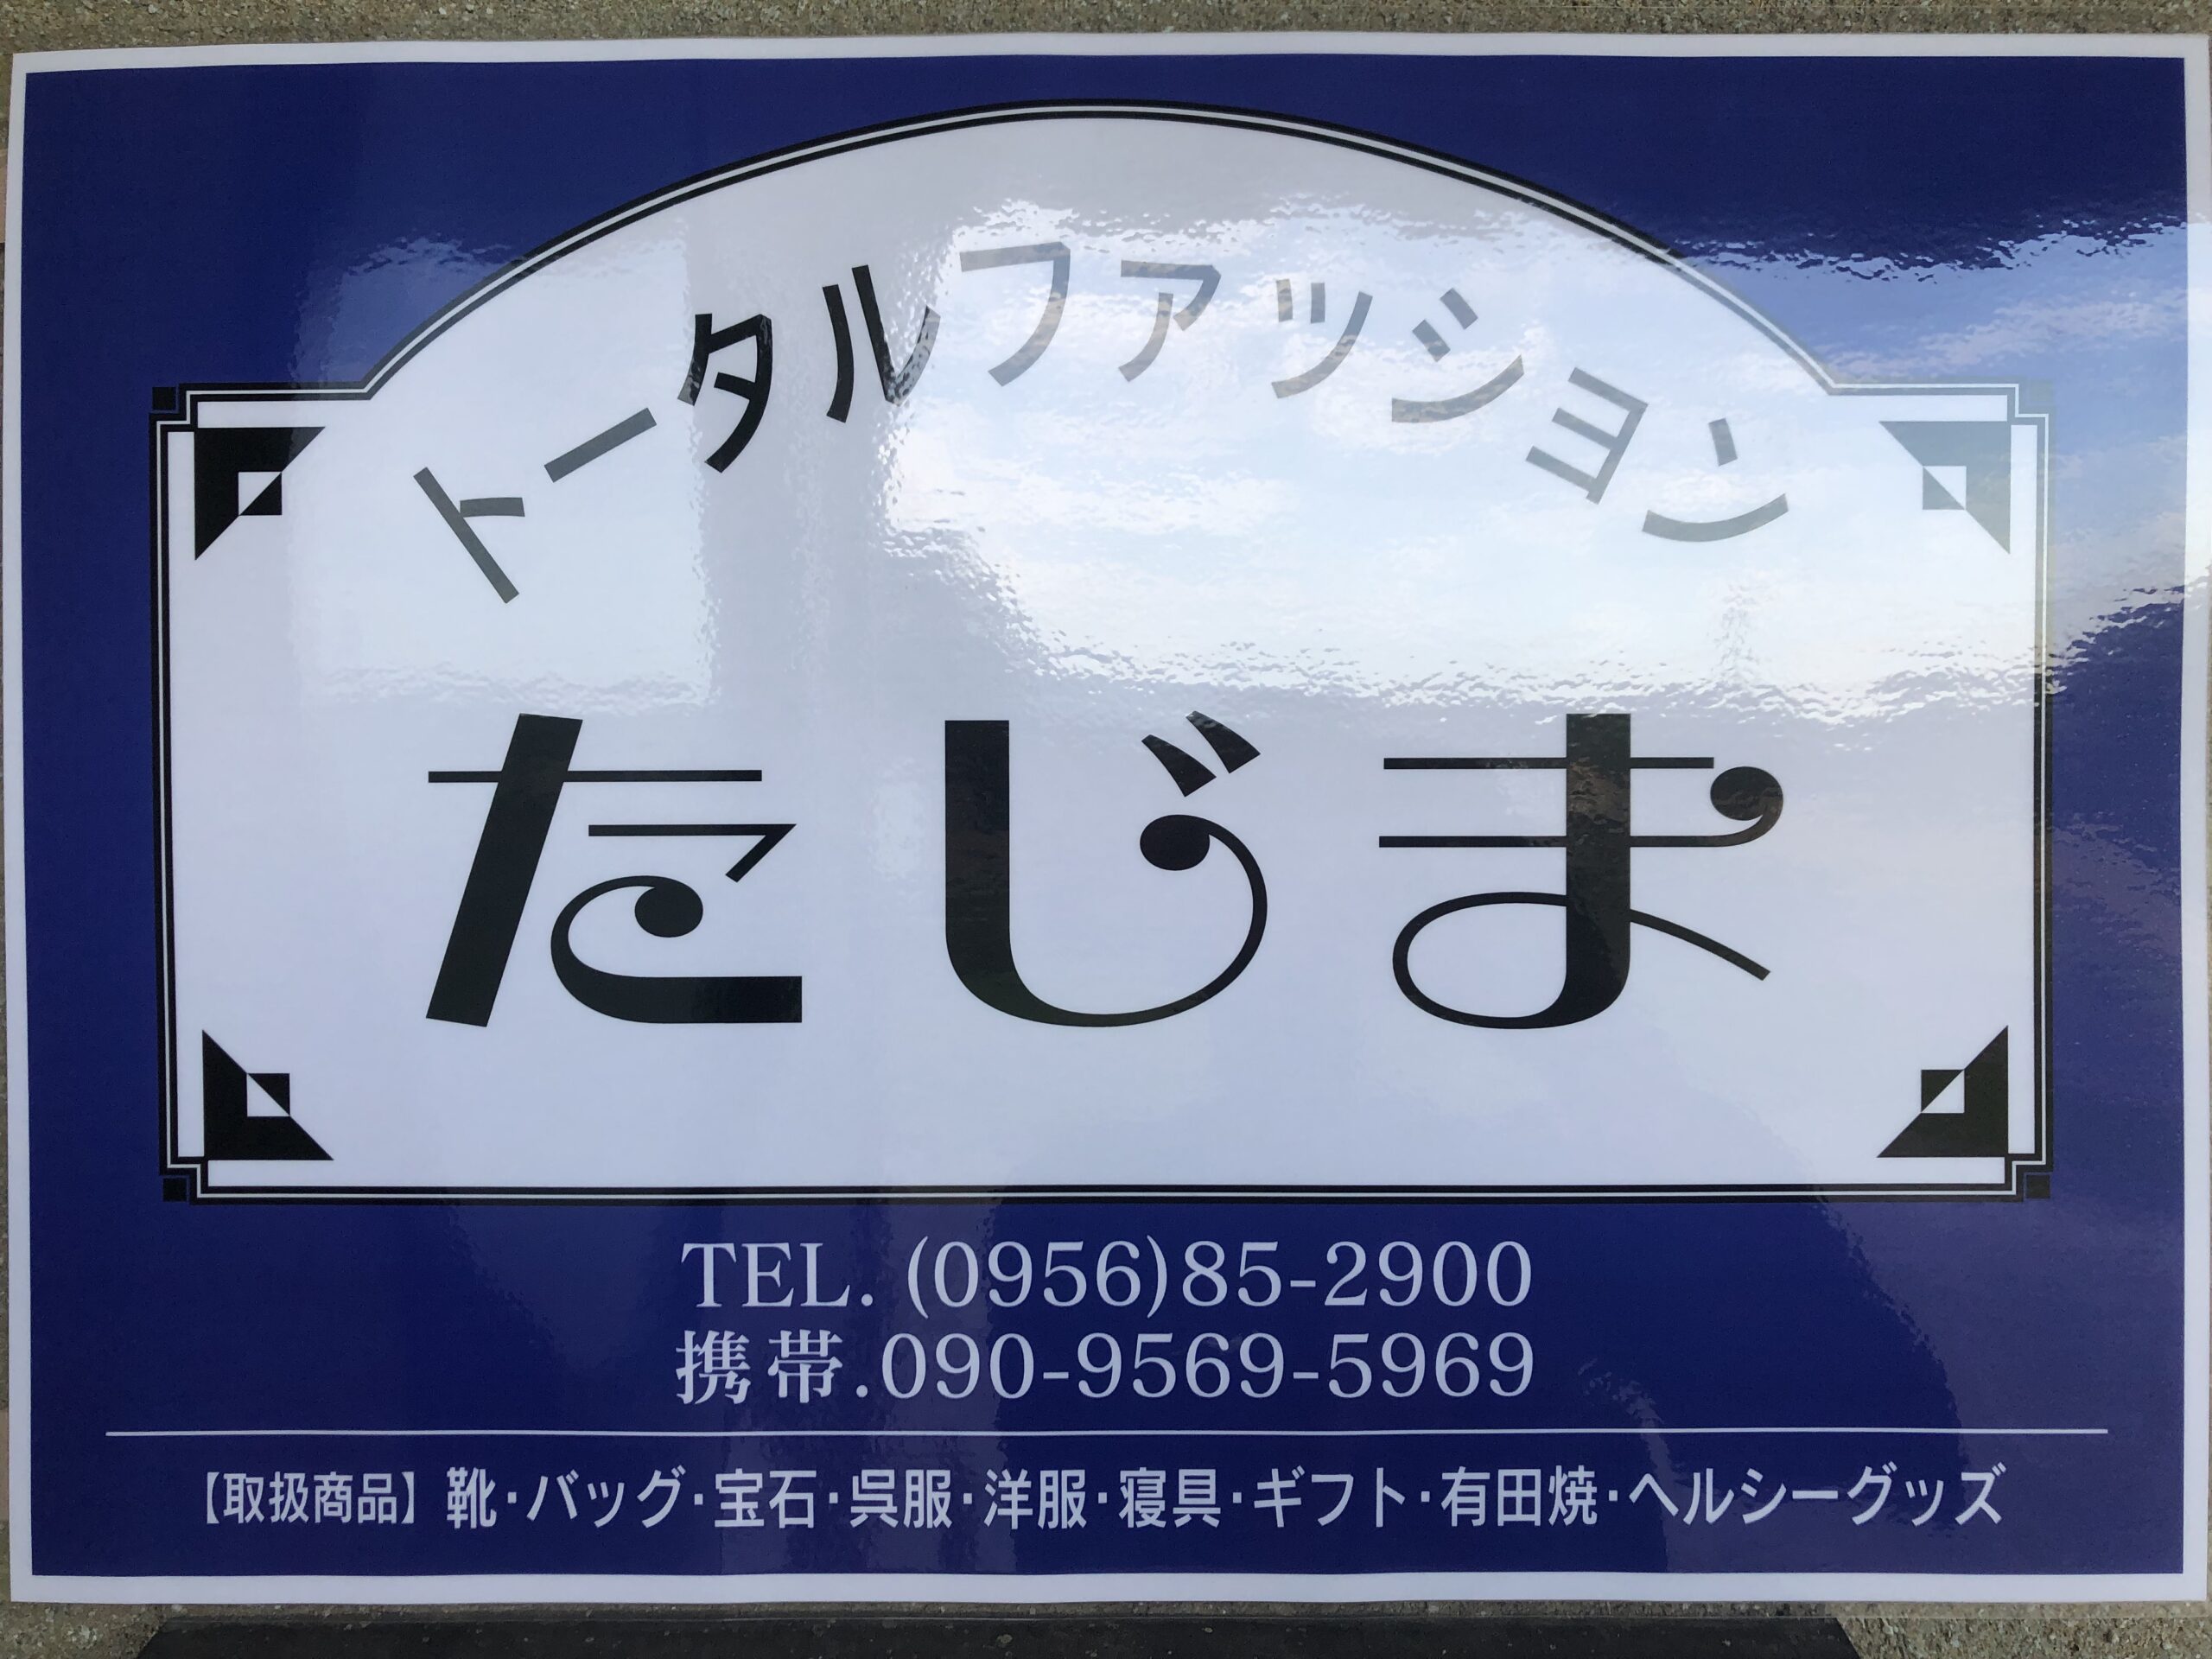 トータルファッション
たじま
TEL. (0956)85-2900
携帯.090-9569-5969
【取扱商品】靴・バッグ・宝石・呉服・洋服・寝具・ギフト・有田焼・ヘルシーグッズ